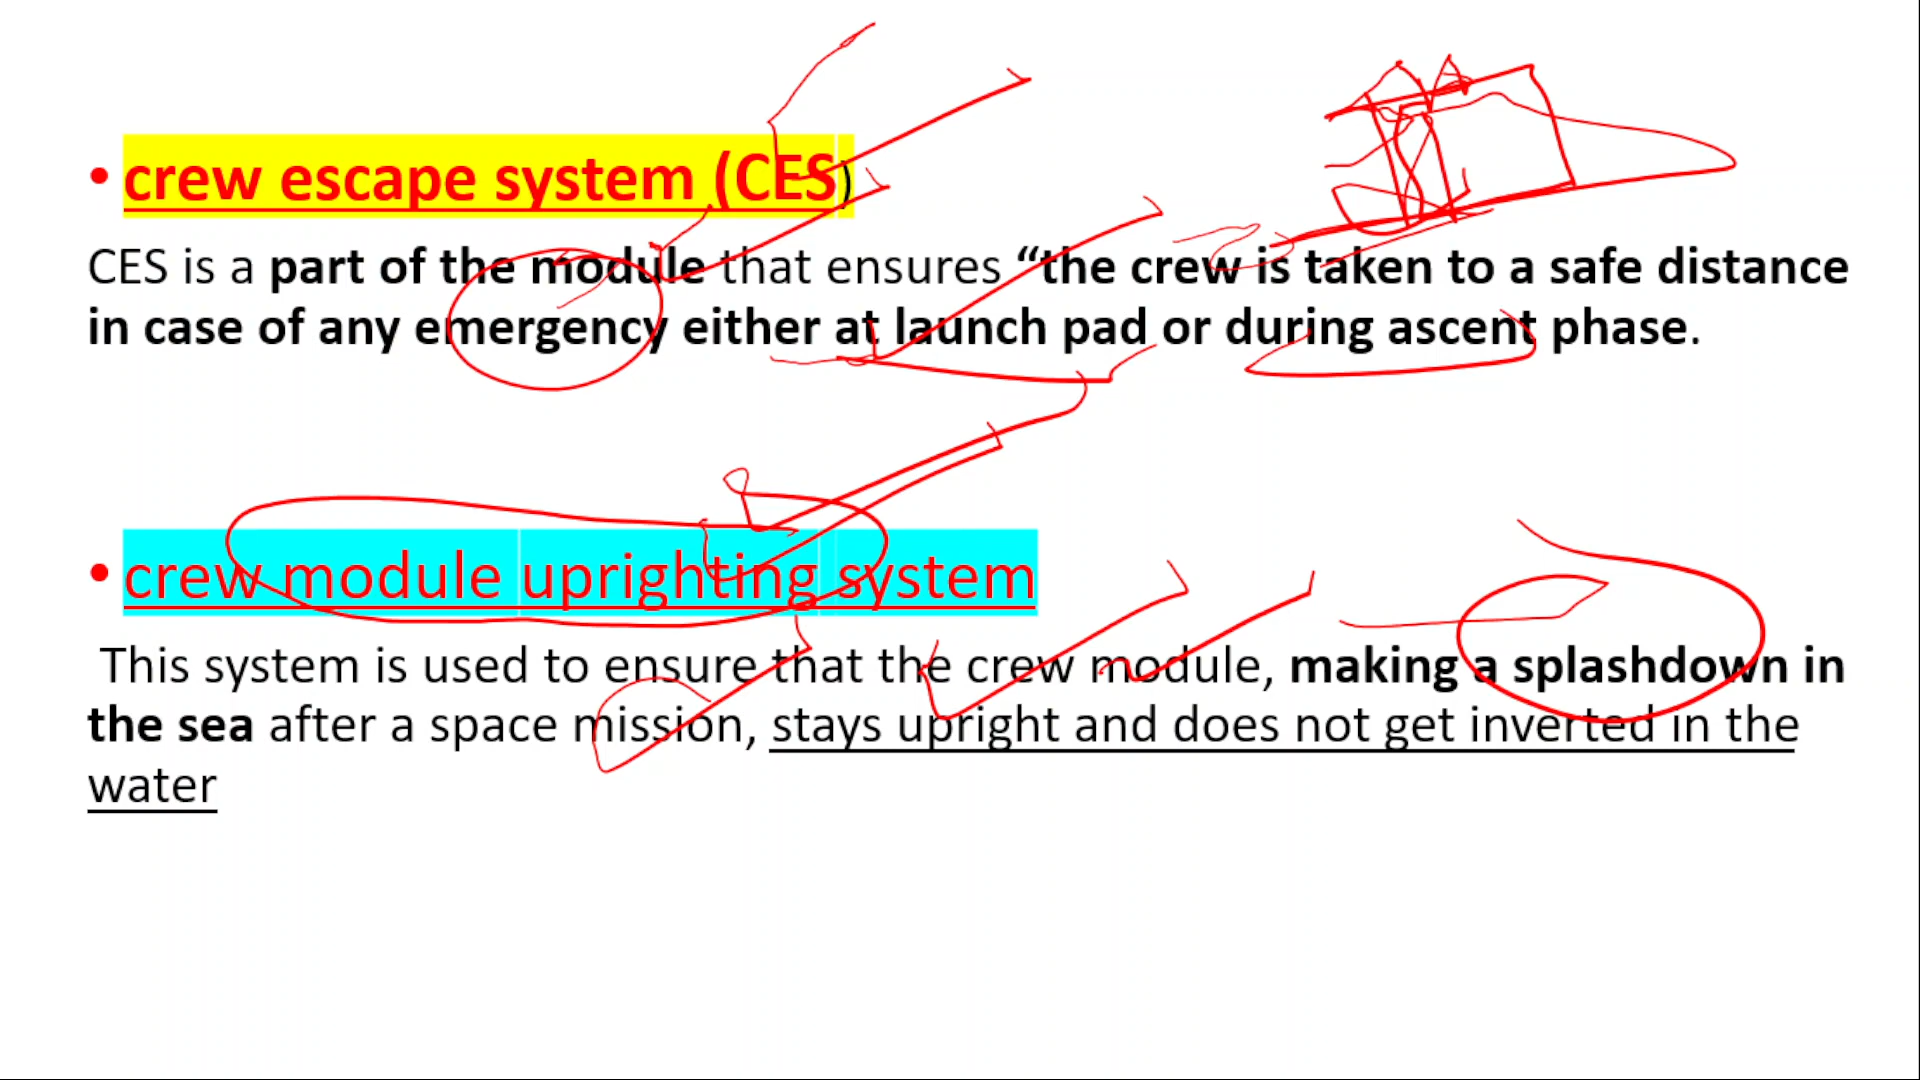 • crew escape system (CES)
CES is a part of the module that ensures “the crew is taken to a safe distance
in case of any emergency either at launch pad or during ascent phase.
• crew module uprighting system
This system is used to ensure that the crew module, making a splashdown in
the sea after a space mission, stays upright and does not get inverted in the
water